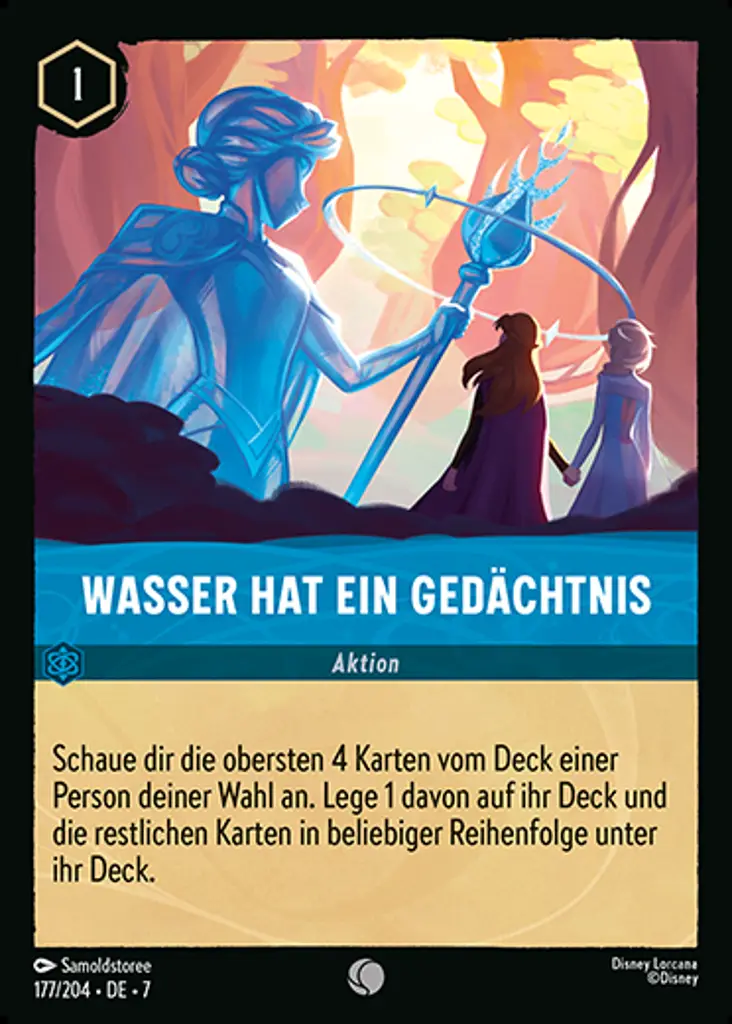 1
WASSER HAT EIN GEDÄCHTNIS
Aktion
Schaue dir die obersten 4 Karten vom Deck einer
Person deiner Wahl an. Lege 1 davon auf ihr Deck und
die restlichen Karten in beliebiger Reihenfolge unter
ihr Deck.
Samoldstoree
Disney Lorcana
177/204 • DE • 7
©Disney